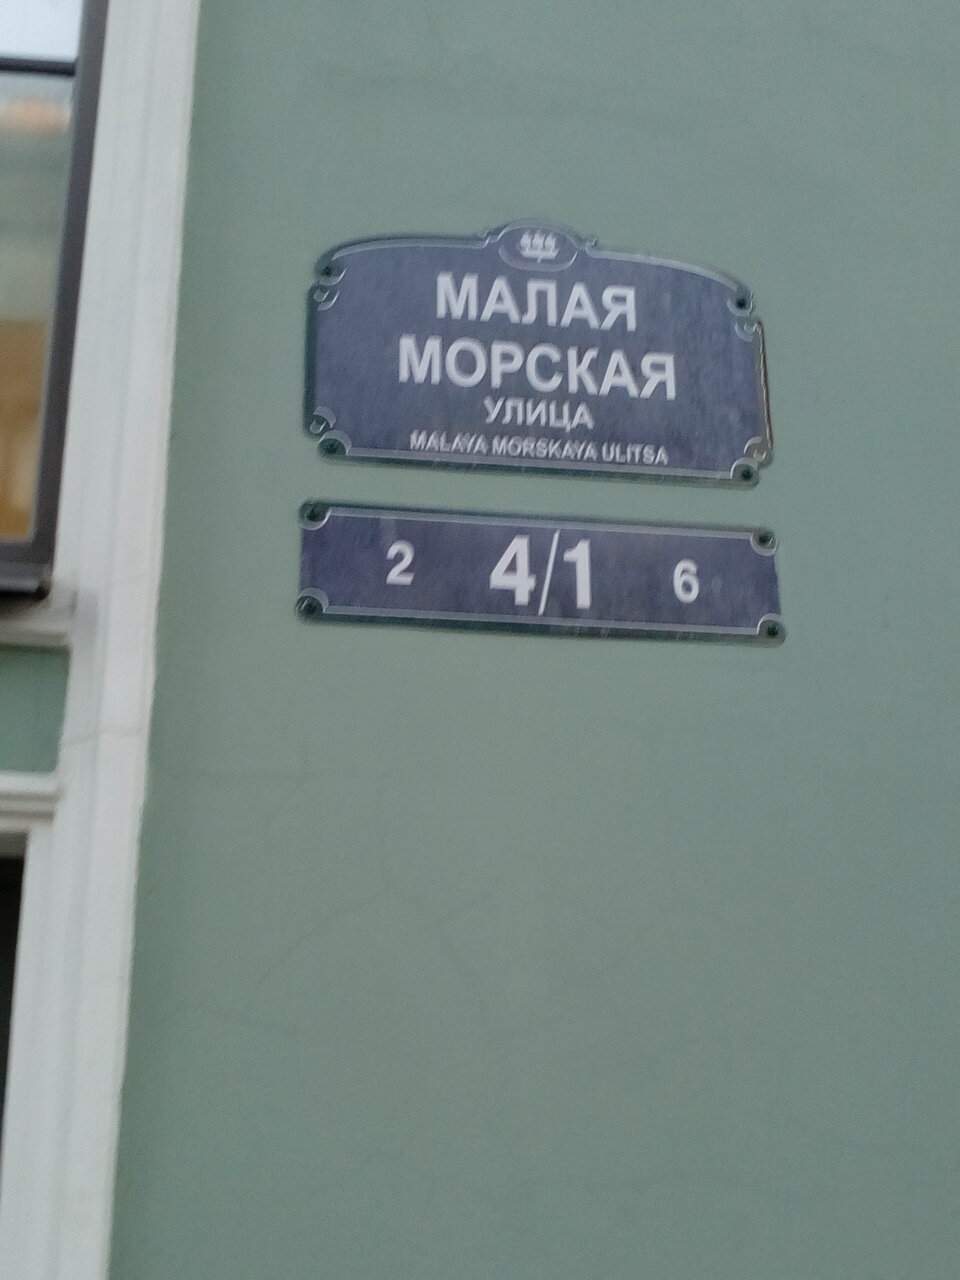 МАЛАЯ
МОРСКАЯ
УЛИЦА
MALAYA MORSKAYA ULITSA
2 4/1 6